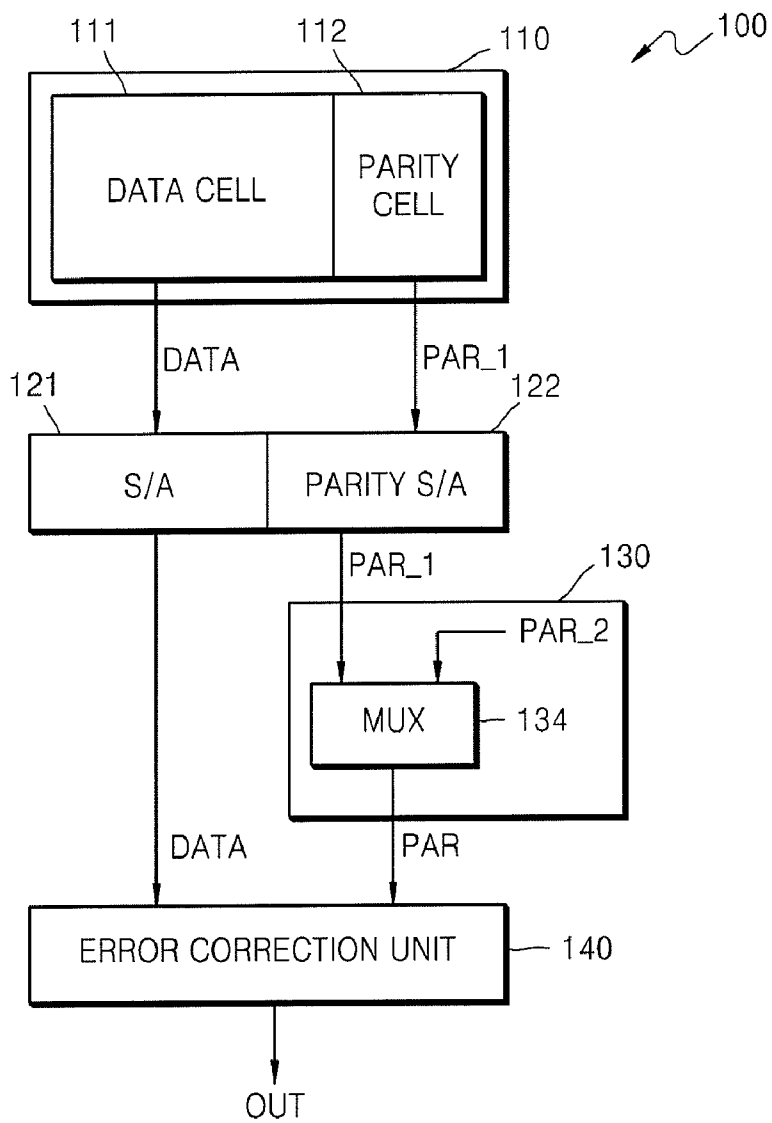 111
112
110
100
DATA CELL
PARITY
CELL
DATA
PAR_1
121
122
S/A
PARITY S/A
PAR_1
130
PAR_2
MUX
134
DATA
PAR
ERROR CORRECTION UNIT
140
OUT